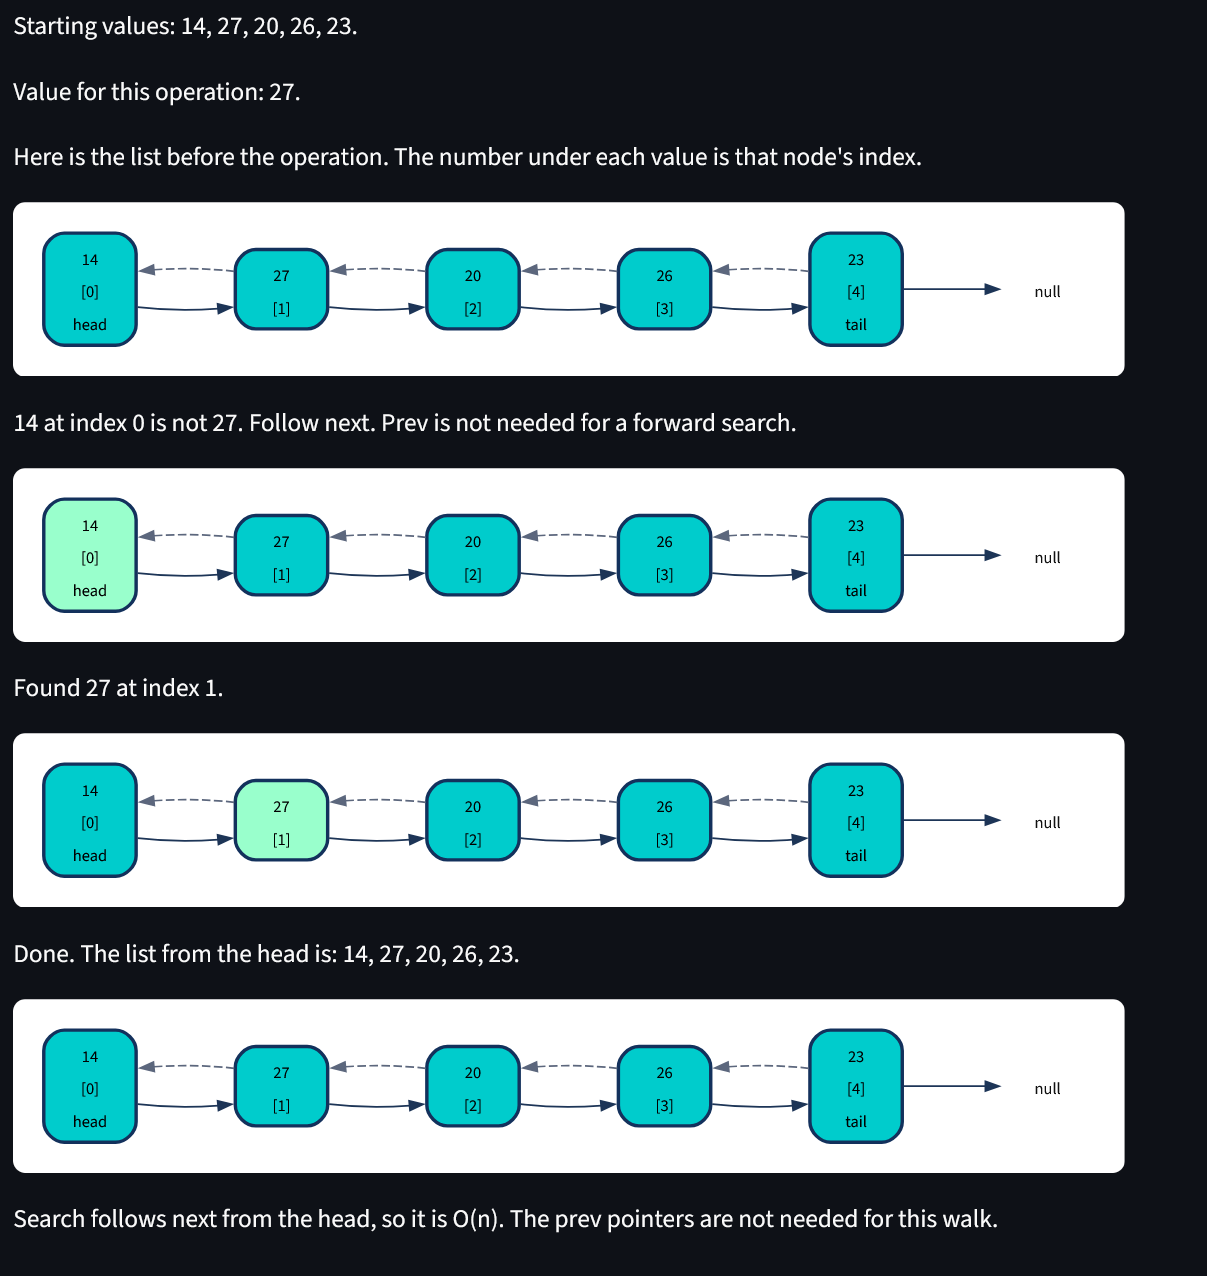 Starting values: 14, 27, 20, 26, 23.
Value for this operation: 27.
Here is the list before the operation. The number under each value is that node's index.
14
[0]
head
27
[1]
20
[2]
26
[3]
23
[4]
tail
null
14 at index 0 is not 27. Follow next. Prev is not needed for a forward search.
14
[0]
head
27
[1]
20
[2]
26
[3]
23
[4]
tail
null
Found 27 at index 1.
14
[0]
head
27
[1]
20
[2]
26
[3]
23
[4]
tail
null
Done. The list from the head is: 14, 27, 20, 26, 23.
14
[0]
head
27
[1]
20
[2]
26
[3]
23
[4]
tail
null
Search follows next from the head, so it is O(n). The prev pointers are not needed for this walk.